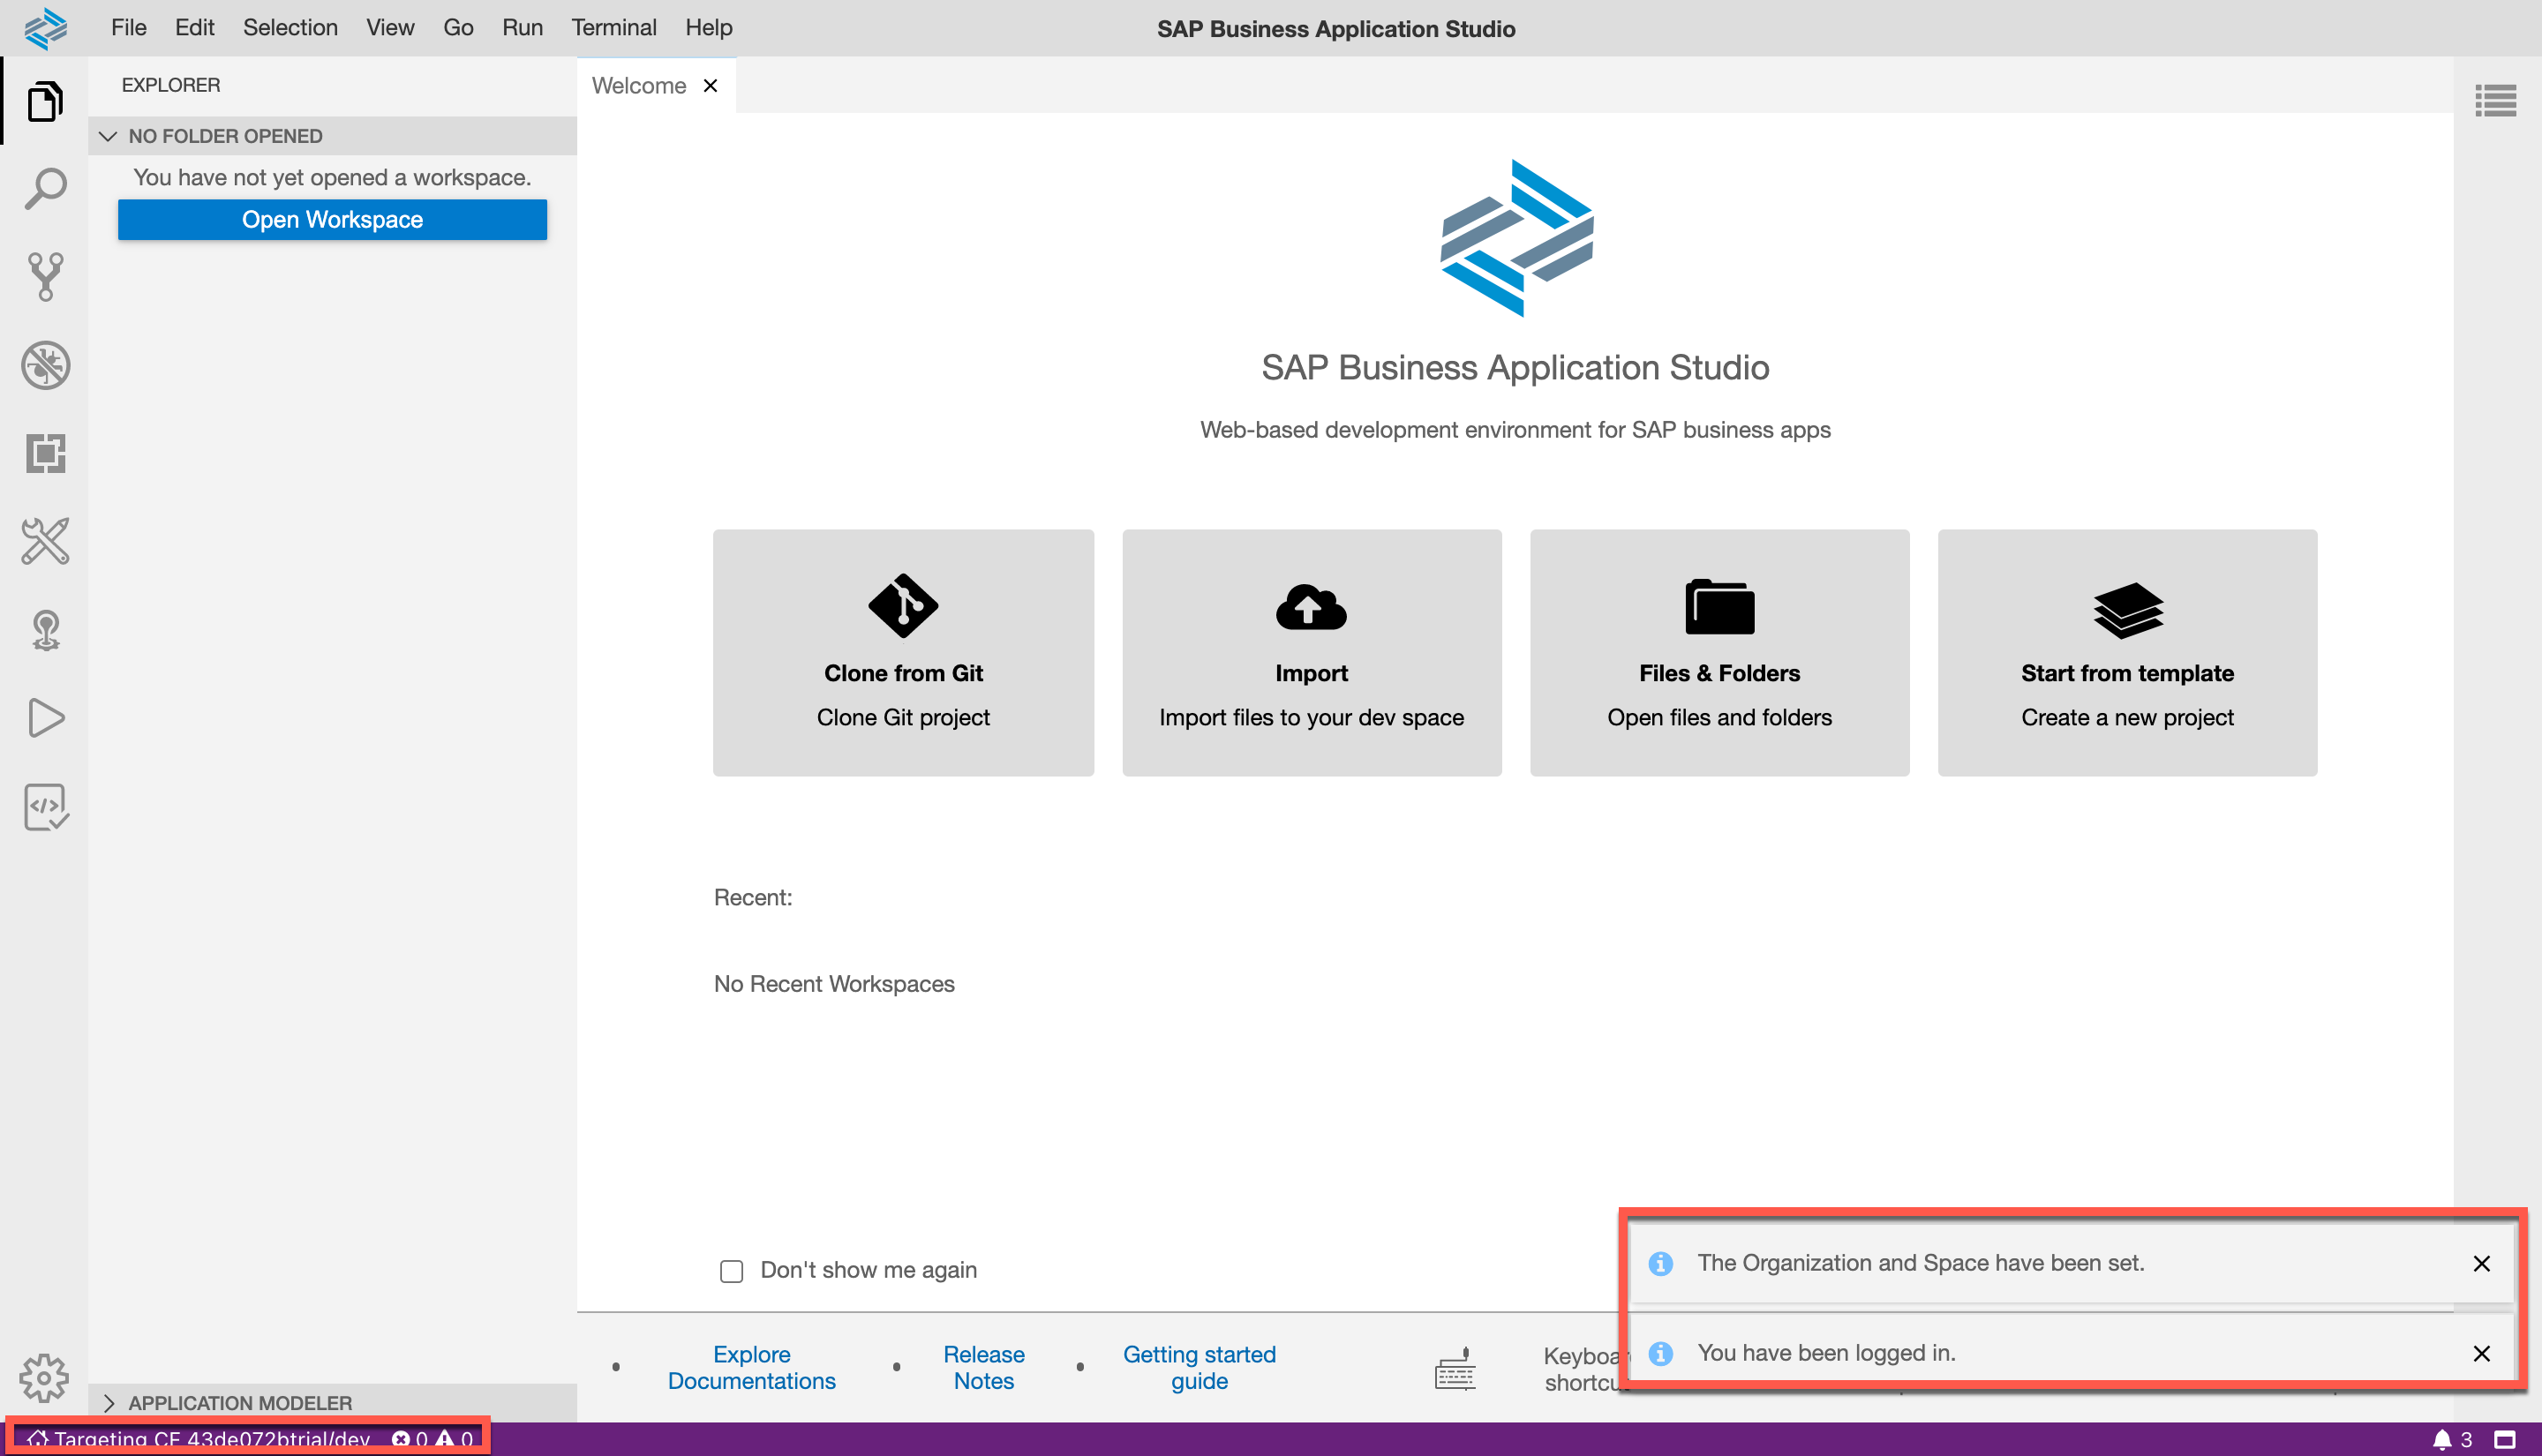 File Edit Selection View Go Run Terminal Help
SAP Business Application Studio
EXPLORER
NO FOLDER OPENED
You have not yet opened a workspace.
Open Workspace
Welcome
SAP Business Application Studio
Web-based development environment for SAP business apps
Clone from Git
Clone Git project
Import
Import files to your dev space
Files & Folders
Open files and folders
Start from template
Create a new project
Recent:
No Recent Workspaces
Don't show me again
The Organization and Space have been set.
You have been logged in.
Explore
Documentations
Release
Notes
Getting started
guide
APPLICATION MODELER
Targeting CF 43de072btrial/dev 0 0
3